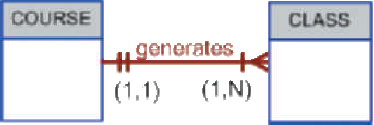 COURSE
generates
CLASS
(1,1)
(1,N)